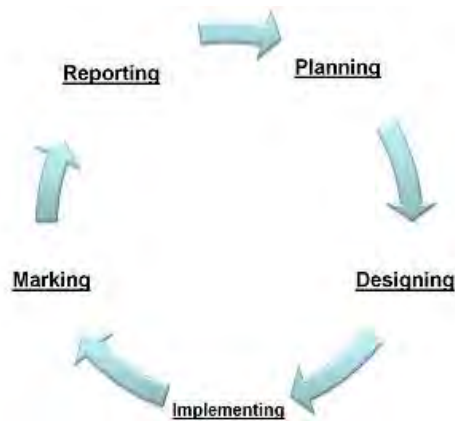 Reporting
Planning
Marking
Designing
Implementing